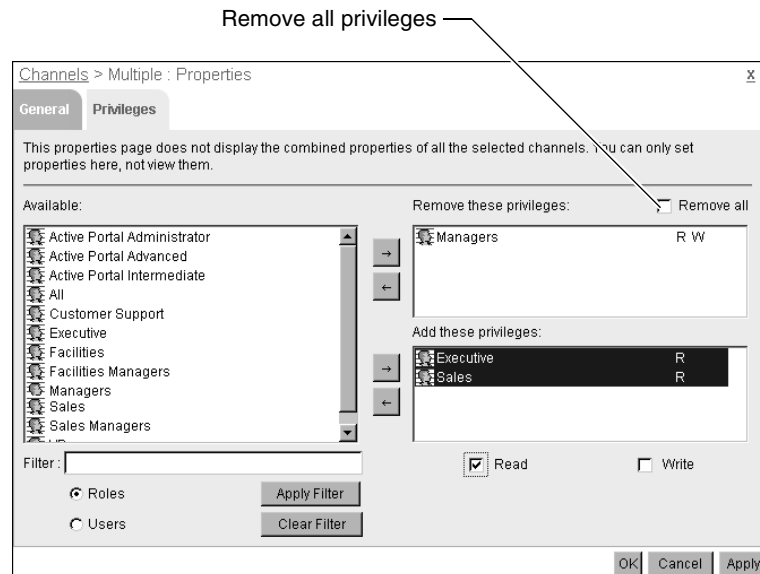 Remove all privileges
Channels > Multiple : Properties
X
General
Privileges
This properties page does not display the combined properties of all the selected channels. You can only set
properties here, not view them.
Available:
Active Portal Administrator
Active Portal Advanced
Active Portal Intermediate
All
Customer Support
Executive
Facilities
Facilities Managers
Managers
Sales
Sales Managers
Filter :
Roles
Users
Apply Filter
Clear Filter
→
←
→
←
Remove these privileges:
Remove all
Managers R W
Add these privileges:
Executive R
Sales R
Read
Write
OK
Cancel
Apply